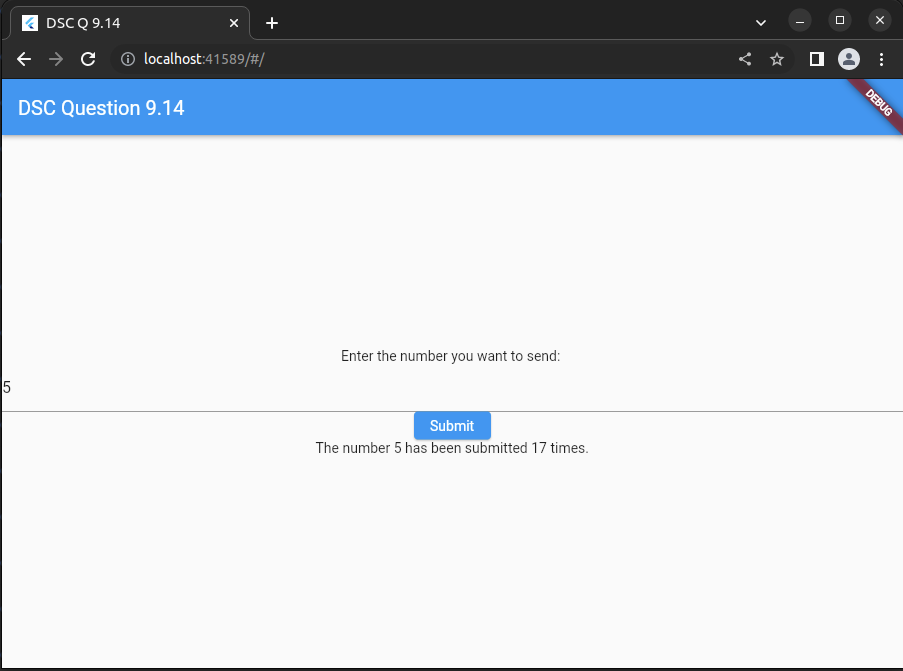 DSC Q 9.14
localhost:41589/#/
DSC Question 9.14
DEBUG
Enter the number you want to send:
5
Submit
The number 5 has been submitted 17 times.